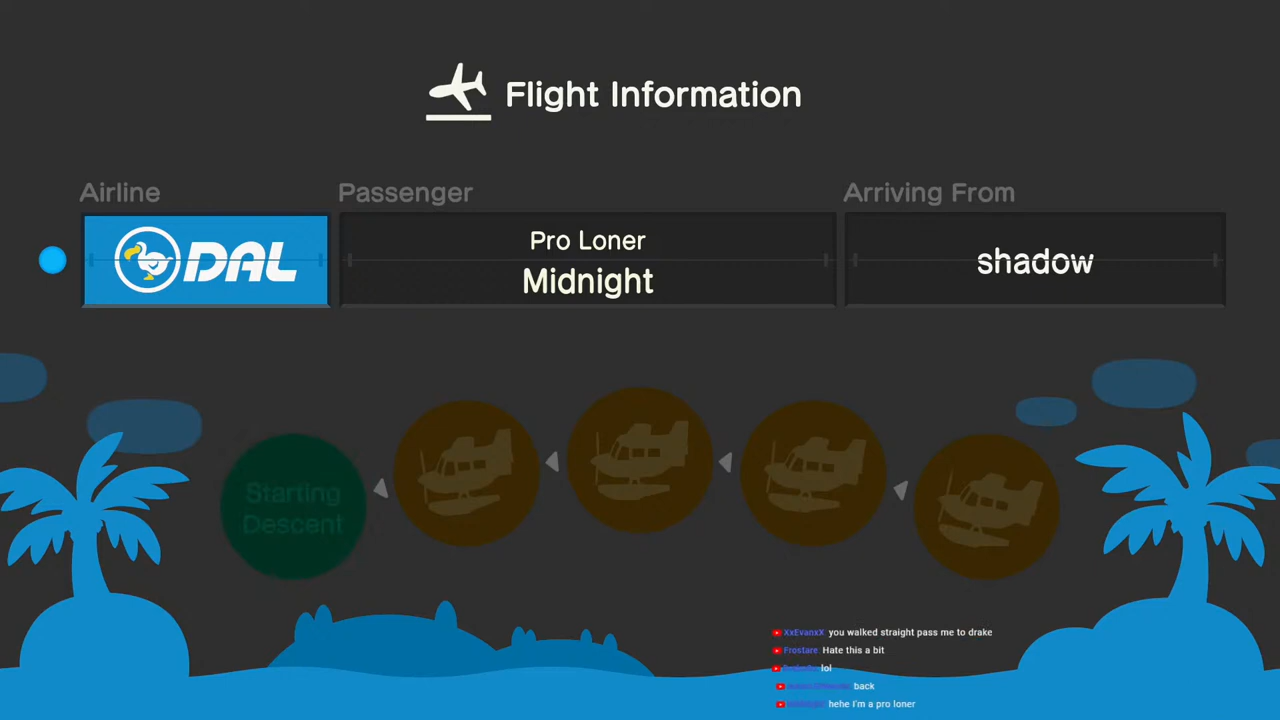 Flight Information
Airline
Passenger
Arriving From
DAL
Pro Loner
Midnight
shadow
Starting
Descent
XxEvanxX you walked straight pass me to drake
Frostare Hate this a bit
lol
back
hehe I'm a pro loner